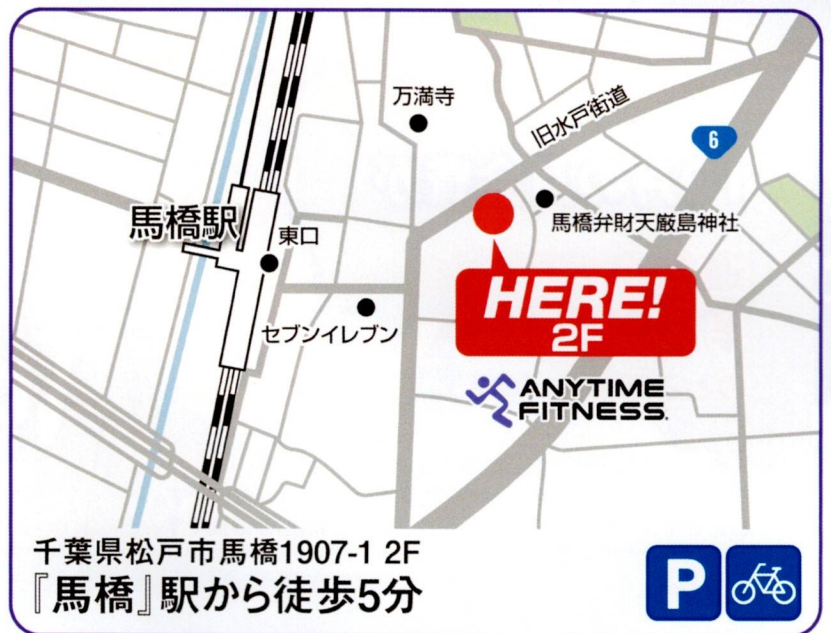 万満寺
旧水戸街道
6
馬橋駅
東口
馬橋弁財天厳島神社
HERE!
2F
セブンイレブン
ANYTIME
FITNESS.
千葉県松戸市馬橋1907-1 2F
『馬橋』駅から徒歩5分
P